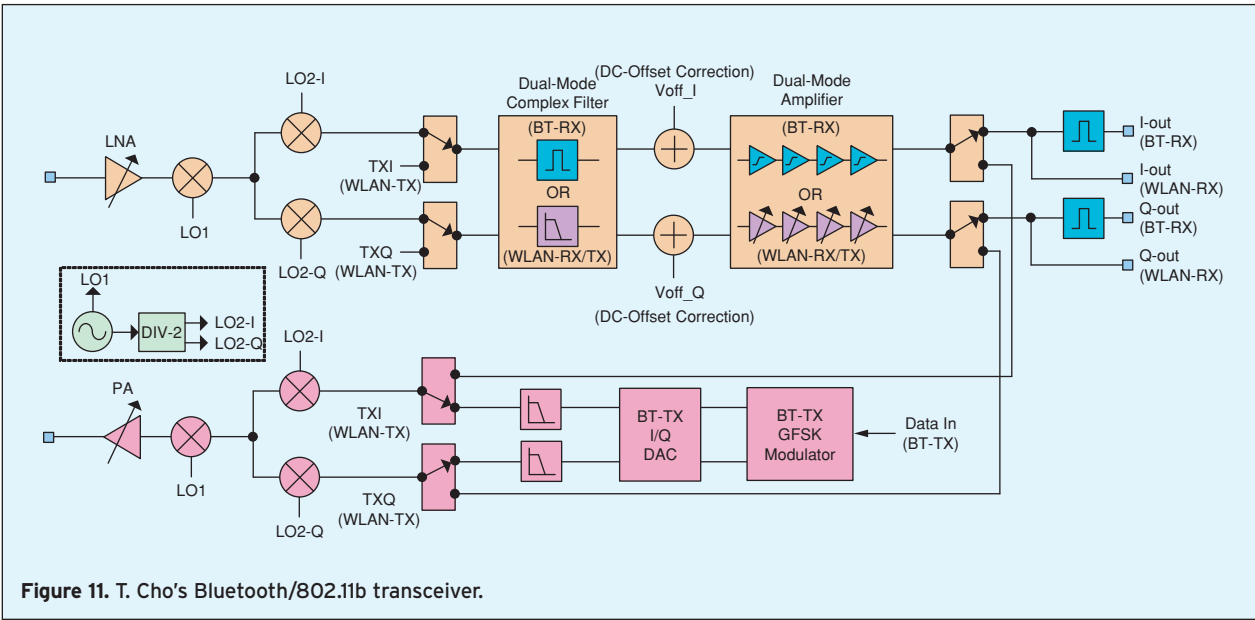 (DC-Offset Correction)
Voff_I
LO2-I
Dual-Mode
Complex Filter
(BT-RX)
Dual-Mode
Amplifier
(BT-RX)
LNA
I-out
(BT-RX)
TXI
(WLAN-TX)
OR
OR
I-out
(WLAN-RX)
LO1
Q-out
(BT-RX)
TXQ
(WLAN-TX)
(WLAN-RX/TX)
(WLAN-RX/TX)
Q-out
(WLAN-RX)
LO2-Q
Voff_Q
(DC-Offset Correction)
LO1
DIV-2
LO2-I
LO2-Q
LO2-I
PA
TXI
(WLAN-TX)
BT-TX
I/Q
DAC
BT-TX
GFSK
Modulator
Data In
(BT-TX)
LO1
TXQ
(WLAN-TX)
LO2-Q
Figure 11. T. Cho's Bluetooth/802.11b transceiver.